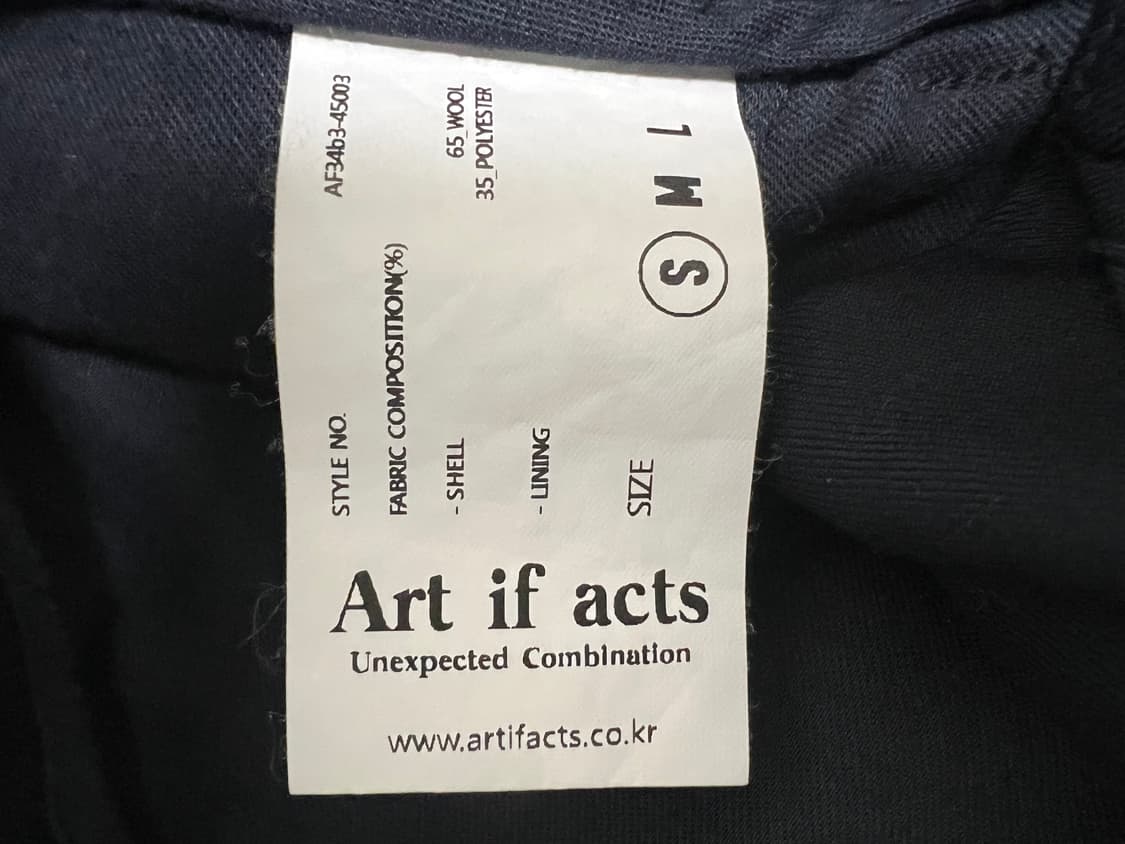 STYLE NO. AF34b3-45003
FABRIC COMPOSITION(%)
- SHELL 65_WOOL
35_POLYESTER
- LINING
SIZE S M L
Art if acts
Unexpected Combination
www.artifacts.co.kr